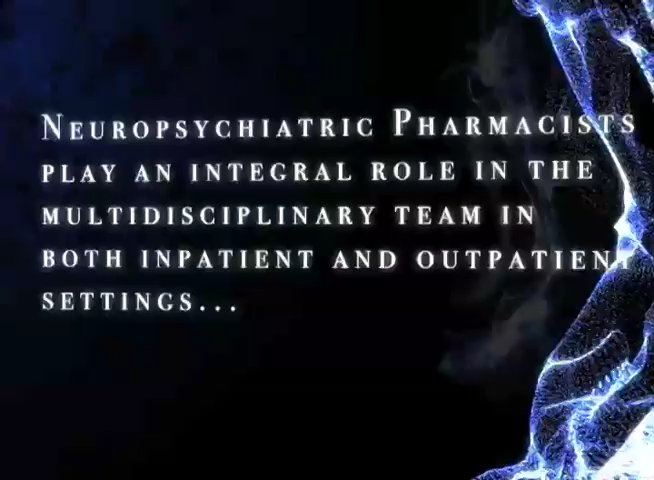 Neuropsychiatric Pharmacists
play an integral role in the
multidisciplinary team in
both inpatient and outpatient
settings...